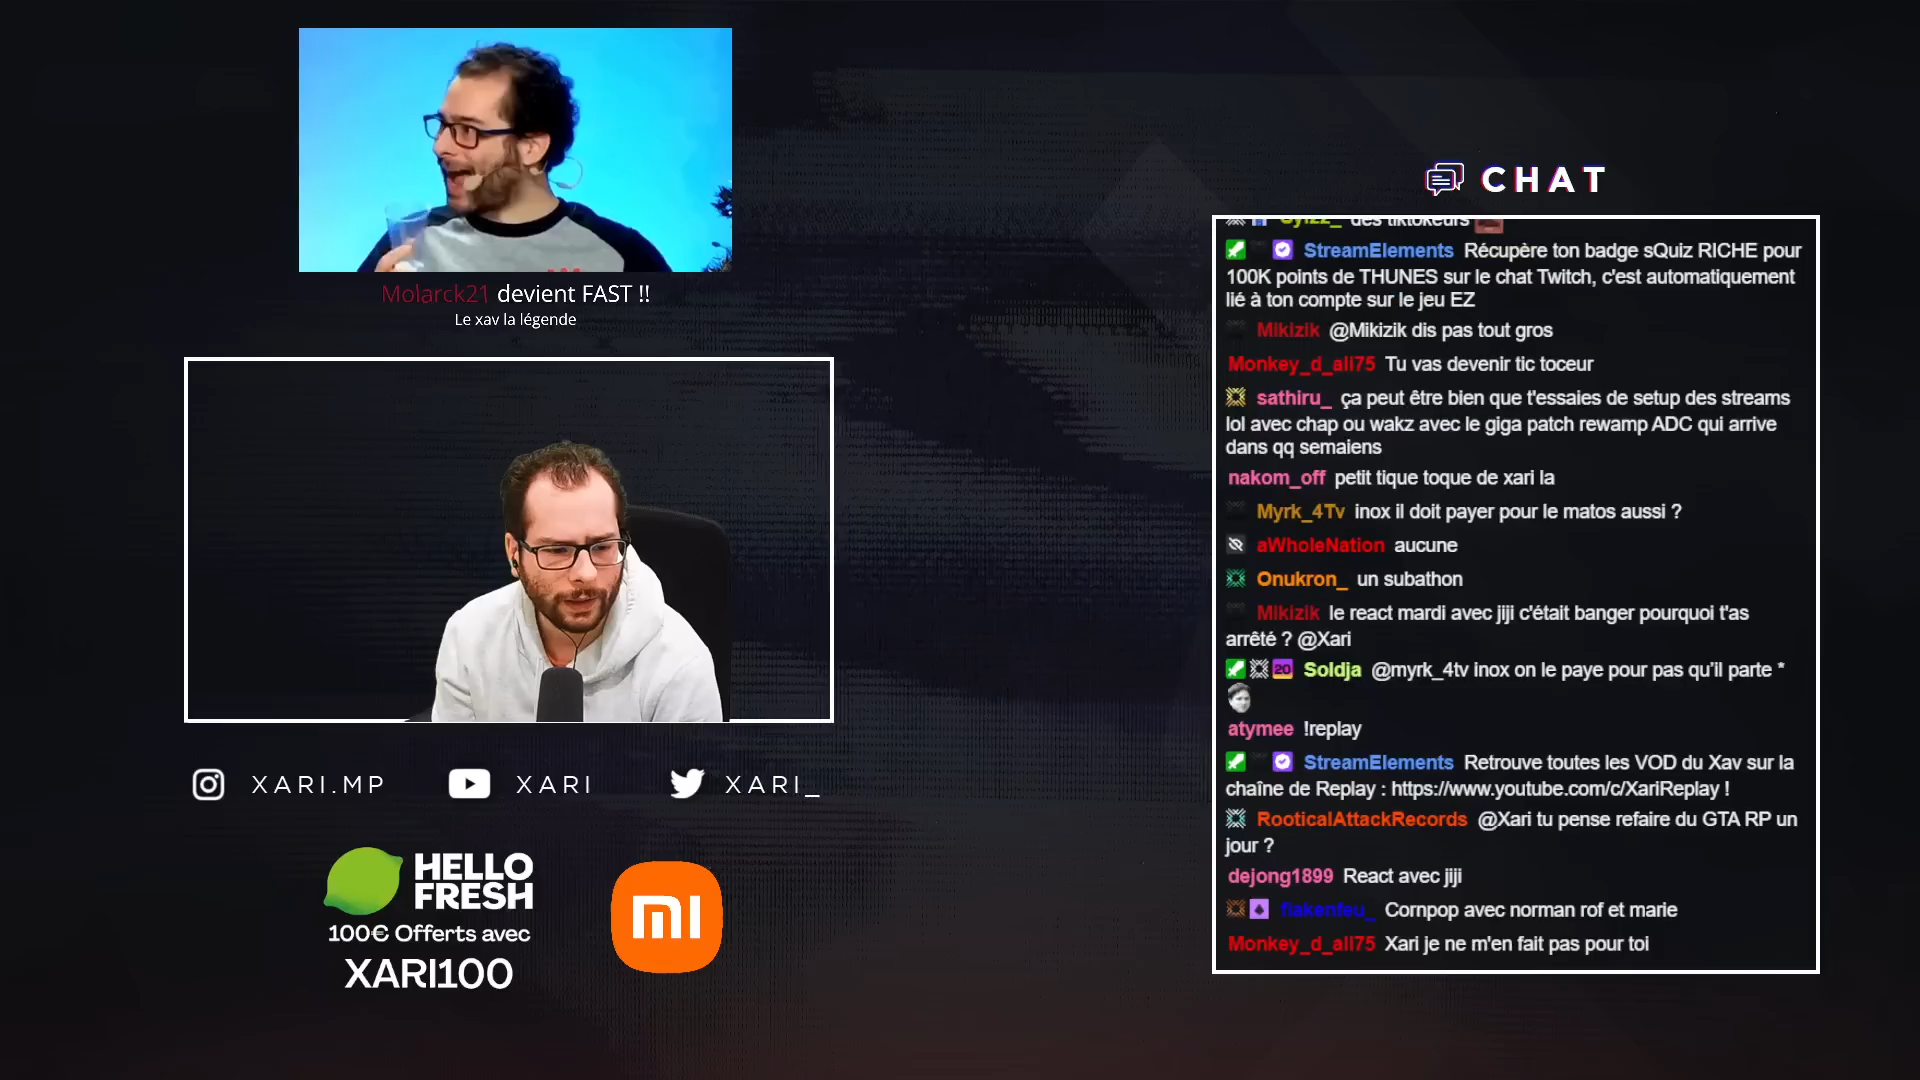 Molarck21 devient FAST !!
Le xav la légende
XARI.MP
XARI
XARI_
HELLO
FRESH
100€ Offerts avec
XARI100
CHAT
des tiktokeurs
StreamElements Récupère ton badge sQuiz RICHE pour
100K points de THUNES sur le chat Twitch, c'est automatiquement
lié à ton compte sur le jeu EZ
Mikizik @Mikizik dis pas tout gros
Monkey_d_ali75 Tu vas devenir tic toceur
sathiru_ ça peut être bien que t'essaies de setup des streams
lol avec chap ou wakz avec le giga patch rewamp ADC qui arrive
dans qq semaiens
nakom_off petit tique toque de xari la
Myrk_4Tv inox il doit payer pour le matos aussi ?
aWholeNation aucune
Onukron_ un subathon
Mikizik le react mardi avec jiji c'était banger pourquoi t'as
arrêté ? @Xari
20 Soldja @myrk_4tv inox on le paye pour pas qu'il parte *
atymee !replay
StreamElements Retrouve toutes les VOD du Xav sur la
chaîne de Replay : https://www.youtube.com/c/XariReplay !
RooticalAttackRecords @Xari tu pense refaire du GTA RP un
jour ?
dejong1899 React avec jiji
flakenfeu_ Cornpop avec norman rof et marie
Monkey_d_ali75 Xari je ne m'en fait pas pour toi